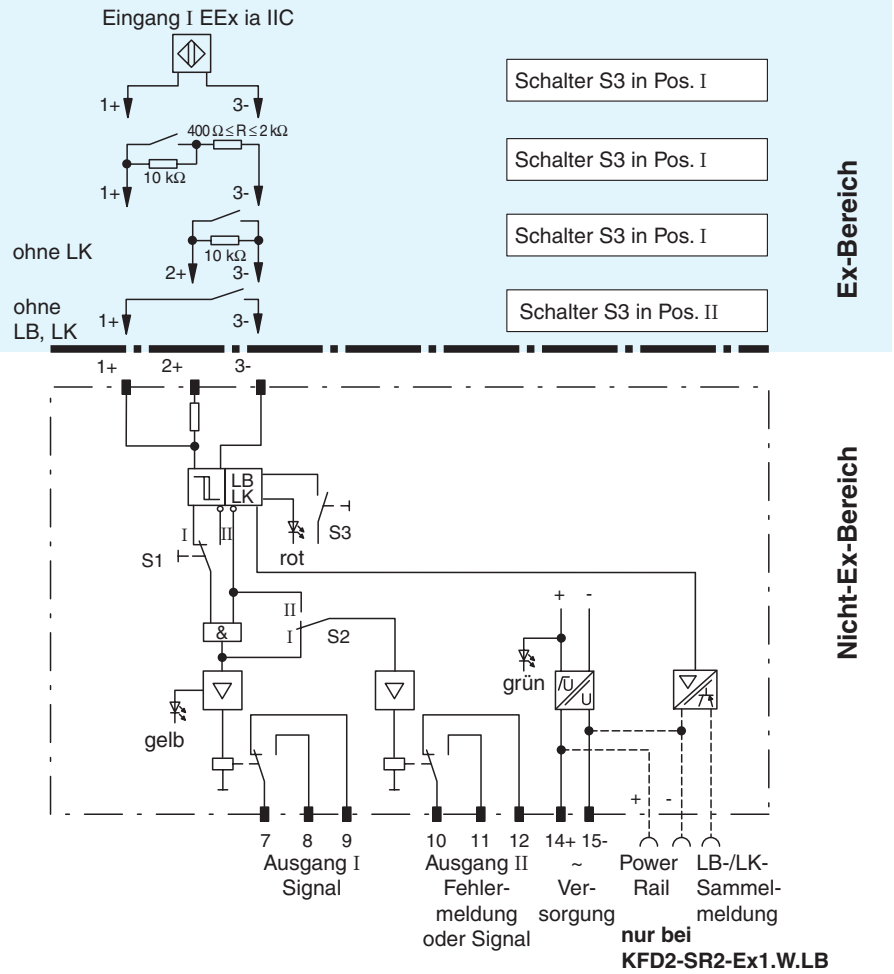 Eingang I EEx ia IIC
1+ 3-
Schalter S3 in Pos. I
400 Ω ≤ R ≤ 2 kΩ
10 kΩ
1+ 3-
Schalter S3 in Pos. I
ohne LK
10 kΩ
2+ 3-
Schalter S3 in Pos. I
ohne
LB, LK
1+ 3-
Schalter S3 in Pos. II
Ex-Bereich
1+ 2+ 3-
Nicht-Ex-Bereich
LB
LK
I II
S1
rot
S3
II
I
S2
&
+ -
grün
U
U
gelb
+ -
7 8 9
10 11 12
14+ 15-
Ausgang I
Signal
Ausgang II
Fehler-
meldung
oder Signal
~
Ver-
sorgung
Power
Rail
LB-/LK-
Sammel-
meldung
nur bei
KFD2-SR2-Ex1.W.LB